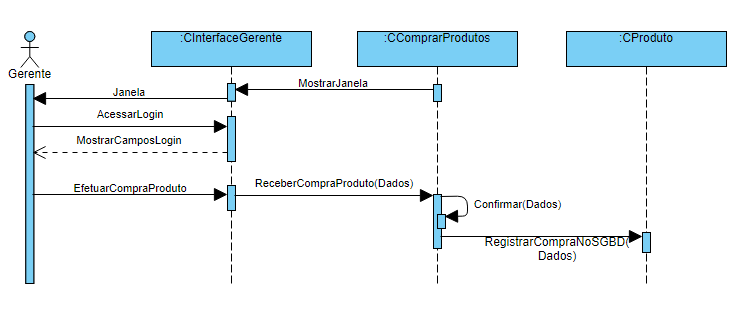 :CInterfaceGerente
:CComprarProdutos
:CProduto
Gerente
MostrarJanela
Janela
AcessarLogin
MostrarCamposLogin
EfetuarCompraProduto
ReceberCompraProduto(Dados)
Confirmar(Dados)
RegistrarCompraNoSGBD(
Dados)